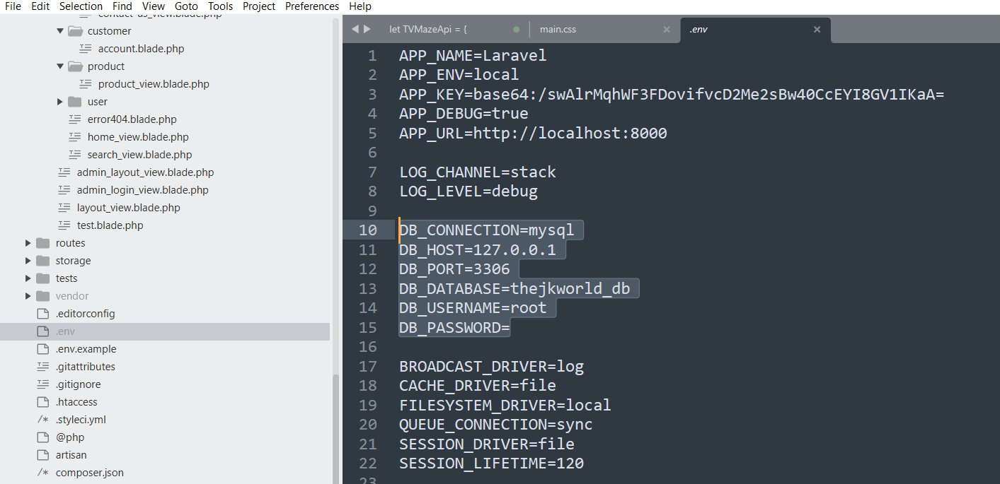 File Edit Selection Find View Goto Tools Project Preferences Help
contact_us_view.blade.php
customer
account.blade.php
product
product_view.blade.php
user
error404.blade.php
home_view.blade.php
search_view.blade.php
admin_layout_view.blade.php
admin_login_view.blade.php
layout_view.blade.php
test.blade.php
routes
storage
tests
vendor
.editorconfig
.env
.env.example
.gitattributes
.gitignore
.htaccess
/* .styleci.yml
@php
artisan
/* composer.json
let TVMazeApi = { main.css .env
1 APP_NAME=Laravel
2 APP_ENV=local
3 APP_KEY=base64:/swAlrMqhWF3FDovifvcD2Me2sBw40CcEYI8GV1IKaA=
4 APP_DEBUG=true
5 APP_URL=http://localhost:8000
6
7 LOG_CHANNEL=stack
8 LOG_LEVEL=debug
9
10 DB_CONNECTION=mysql
11 DB_HOST=127.0.0.1
12 DB_PORT=3306
13 DB_DATABASE=thejkworld_db
14 DB_USERNAME=root
15 DB_PASSWORD=
16
17 BROADCAST_DRIVER=log
18 CACHE_DRIVER=file
19 FILESYSTEM_DRIVER=local
20 QUEUE_CONNECTION=sync
21 SESSION_DRIVER=file
22 SESSION_LIFETIME=120
23